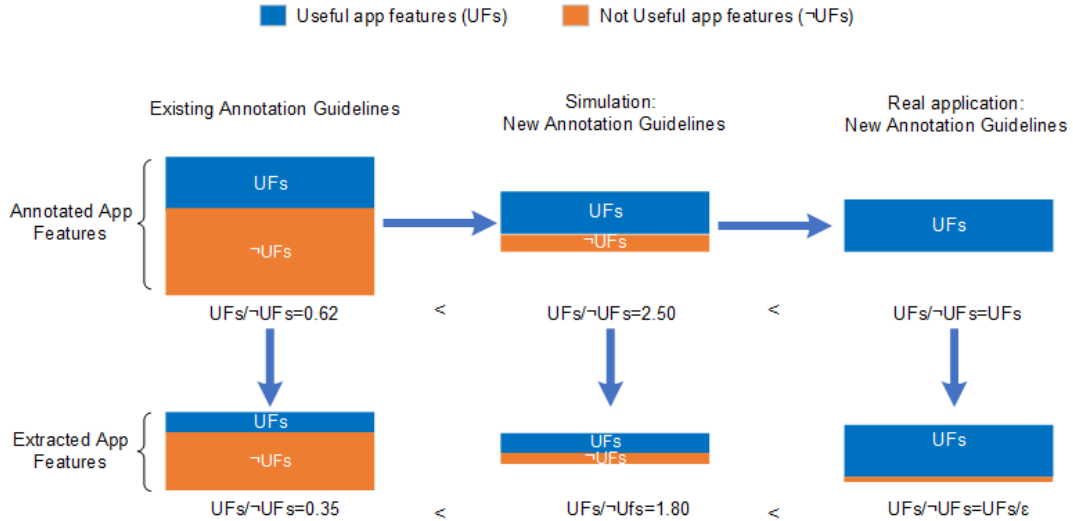 Useful app features (UFs)
Not Useful app features (¬UFs)
Existing Annotation Guidelines
Simulation:
New Annotation Guidelines
Real application:
New Annotation Guidelines
Annotated App
Features
UFs
¬UFs
UFs
¬UFs
UFs
UFs/¬UFs=0.62
<
UFs/¬UFs=2.50
<
UFs/¬UFs=UFs
Extracted App
Features
UFs
¬UFs
UFs
¬UFs
UFs
UFs/¬UFs=0.35
<
UFs/¬Ufs=1.80
<
UFs/¬UFs=UFs/ε